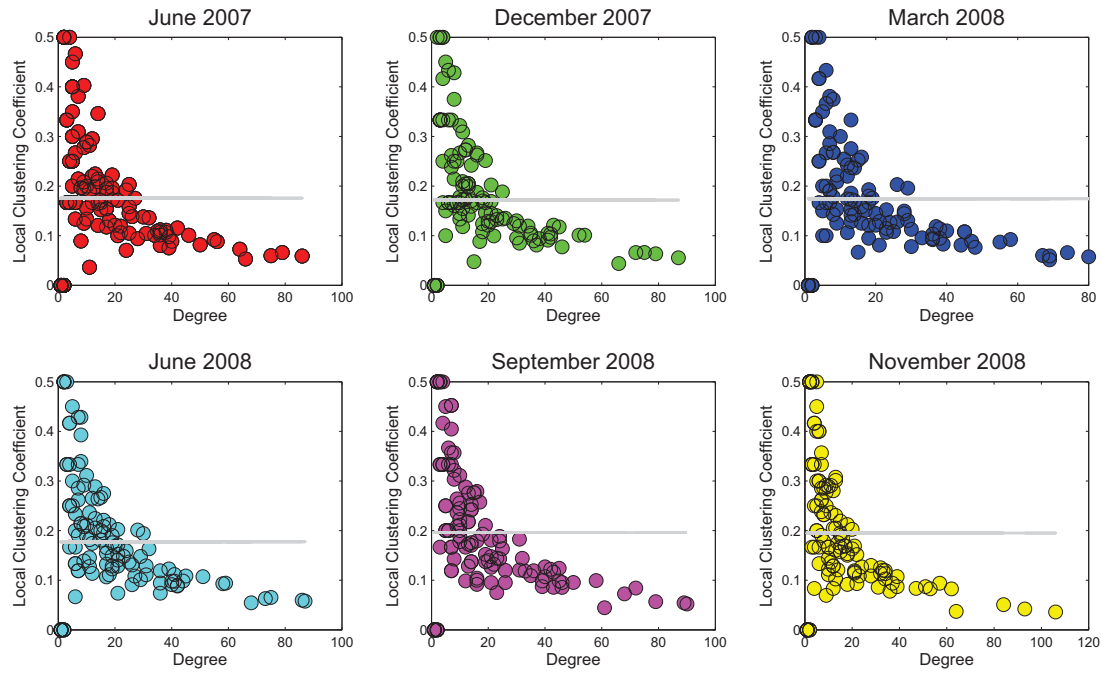 June 2007 December 2007 March 2008
0.5 0.5 0.5
0.4 0.4 0.4
0.3 0.3 0.3
0.2 0.2 0.2
0.1 0.1 0.1
0 0 0
Local Clustering Coefficient Local Clustering Coefficient Local Clustering Coefficient
0 20 40 60 80 100 0 20 40 60 80 100 0 20 40 60 80
Degree Degree Degree
June 2008 September 2008 November 2008
0.5 0.5 0.5
0.4 0.4 0.4
0.3 0.3 0.3
0.2 0.2 0.2
0.1 0.1 0.1
0 0 0
Local Clustering Coefficient Local Clustering Coefficient Local Clustering Coefficient
0 20 40 60 80 100 0 20 40 60 80 100 0 20 40 60 80 100 120
Degree Degree Degree